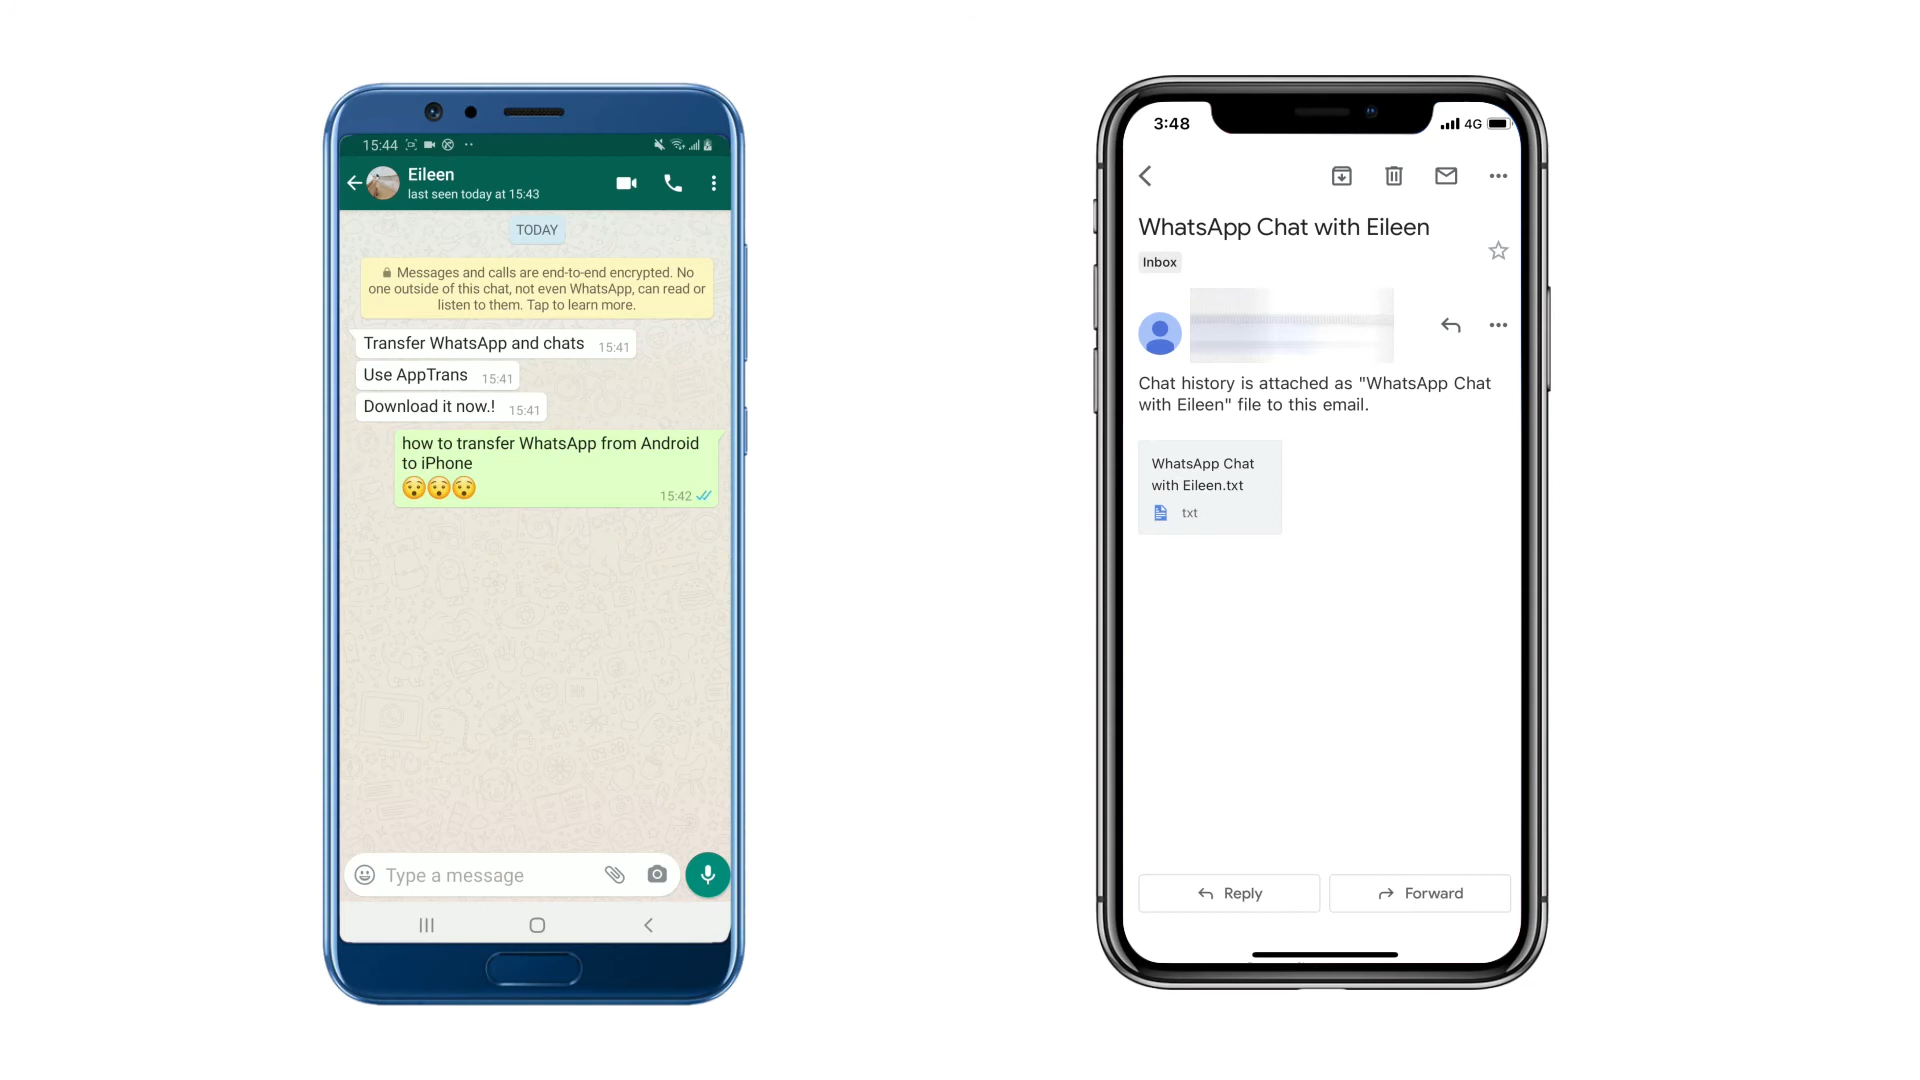 15:44
Eileen
last seen today at 15:43
TODAY
Messages and calls are end-to-end encrypted. No
one outside of this chat, not even WhatsApp, can read or
listen to them. Tap to learn more.
Transfer WhatsApp and chats 15:41
Use AppTrans 15:41
Download it now.! 15:41
how to transfer WhatsApp from Android
to iPhone
😯😯😯
15:42
Type a message
3:48 4G
WhatsApp Chat with Eileen
Inbox
Chat history is attached as "WhatsApp Chat
with Eileen" file to this email.
WhatsApp Chat
with Eileen.txt
txt
Reply Forward